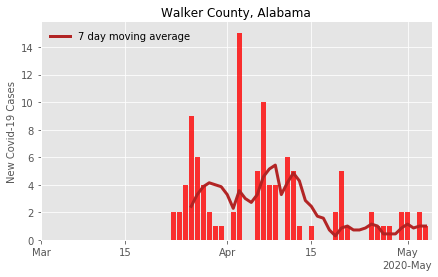 Walker County, Alabama
7 day moving average
New Covid-19 Cases
14
12
10
8
6
4
2
0
Mar 15 Apr 15 May
2020-May